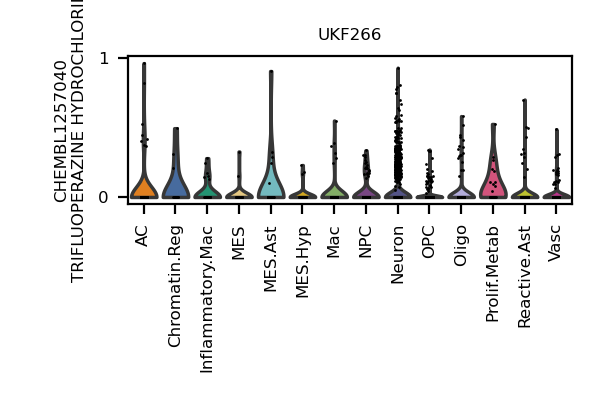 UKF266
CHEMBL1257040
TRIFLUOPERAZINE HYDROCHLORI
1
0
AC
Chromatin.Reg
Inflammatory.Mac
MES
MES.Ast
MES.Hyp
Mac
NPC
Neuron
OPC
Oligo
Prolif.Metab
Reactive.Ast
Vasc